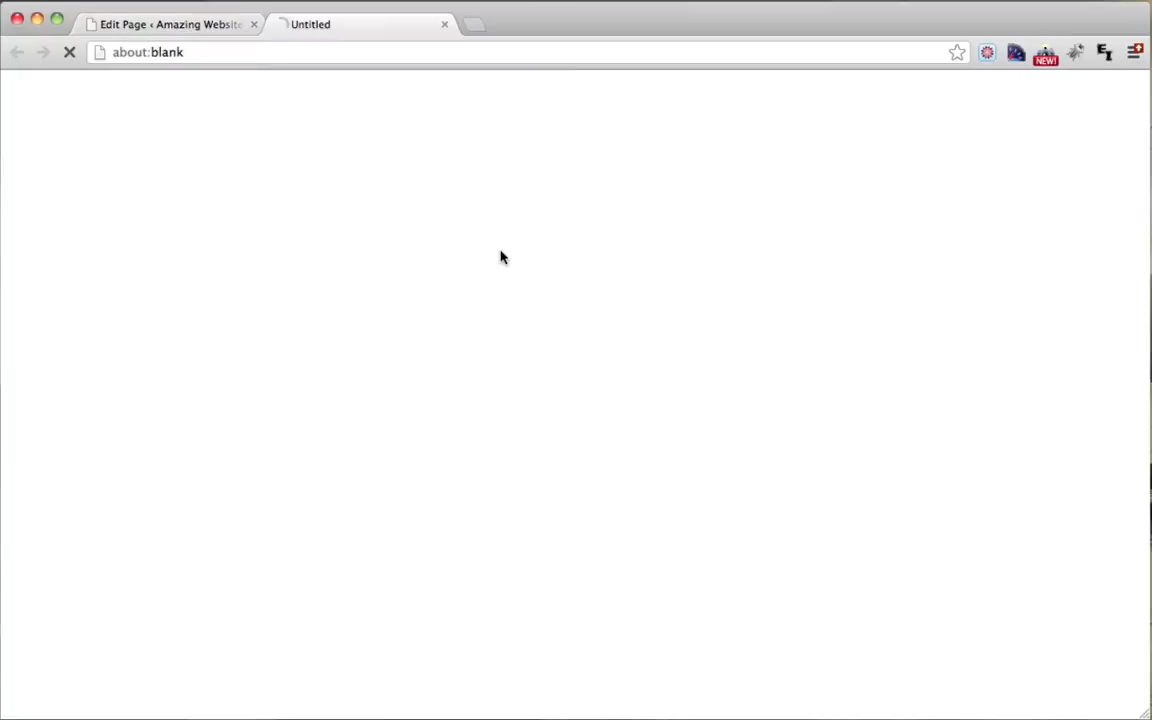 Edit Page ‹ Amazing Website
Untitled
about:blank
NEW!
E I